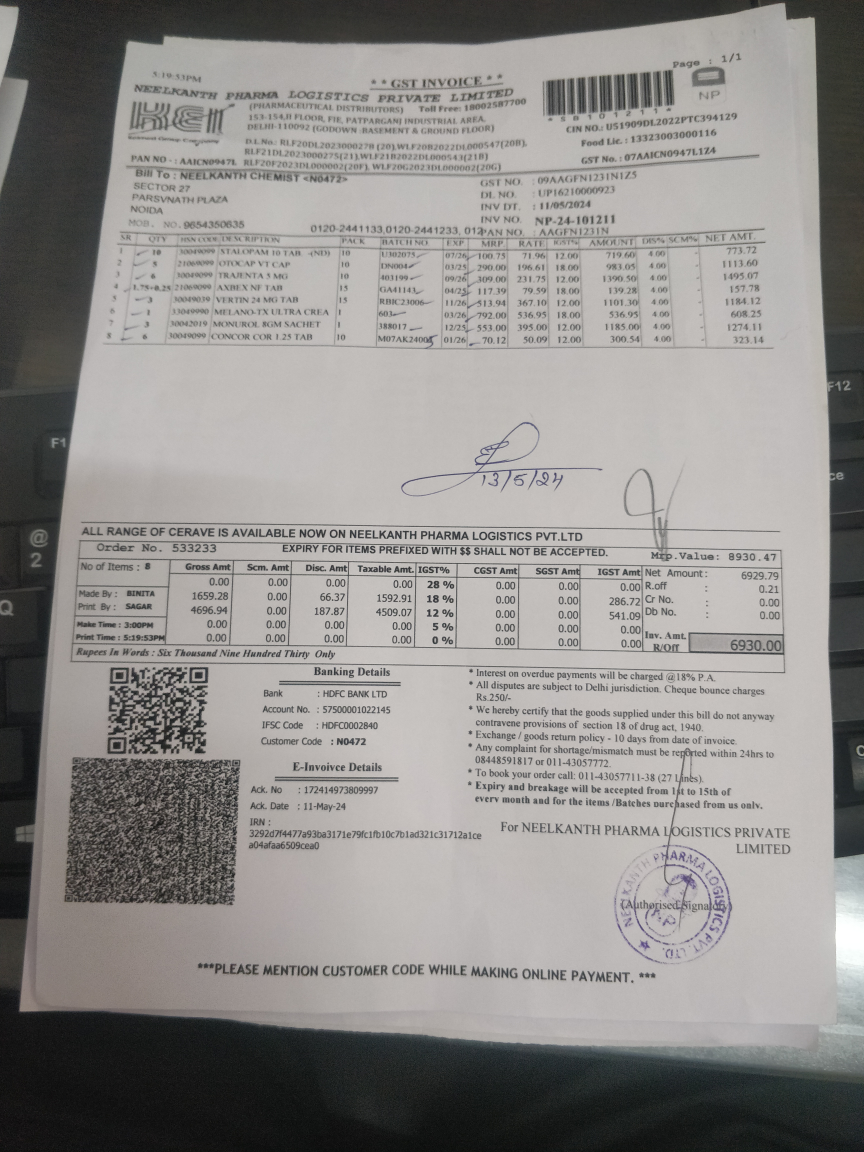 Page : 1/1
5:19:53PM
* * GST INVOICE * *
NEELKANTH PHARMA LOGISTICS PRIVATE LIMITED
(PHARMACEUTICAL DISTRIBUTORS) Toll Free: 18002587700
153-154,II FLOOR, FIE, PATPARGANJ INDUSTRIAL AREA,
DELHI-110092 (GODOWN :BASEMENT & GROUND FLOOR)
D.L.No.: RLF20DL2023000278 (20),WLF20B2022DL000547(20B),
RLF21DL2023000275(21),WLF21B2022DL000543(21B)
PAN NO - : AAICN0947L RLF20F2023DL000002(20F), WLF20G2023DL000002(20G)
NP
*58101211*
CIN NO.: U51909DL2022PTC394129
Food Lic. : 13323003000116
GST No. : 07AAICN0947L1Z4
Bill To : NEELKANTH CHEMIST <N0472>
SECTOR 27
PARSVNATH PLAZA
NOIDA
MOB. NO. 9654350635
0120-2441133,0120-2441233, 012
GST NO. : 09AAGFN1231N1Z5
DL NO. : UP16210000923
INV DT. : 11/05/2024
INV NO. NP-24-101211
PAN NO. : AAGFN1231N
SR QTY HSN CODE DESCRIPTION PACK BATCH NO. EXP MRP RATE IGST% AMOUNT DIS% SCM% NET AMT.
1 10 30049099 STALOPAM 10 TAB -(ND) 10 U302075 07/26 100.75 71.96 12.00 719.60 4.00 - 773.72
2 5 21069099 OTOCAP VT CAP 10 DN004 03/25 290.00 196.61 18.00 983.05 4.00 - 1113.60
3 6 30049099 TRAJENTA 5 MG 10 403199 09/26 309.00 231.75 12.00 1390.50 4.00 - 1495.07
4 1.75+0.25 21069099 AXBEX NF TAB 15 GA41143 04/25 117.39 79.59 18.00 139.28 4.00 - 157.78
5 3 30049039 VERTIN 24 MG TAB 15 RBK23006 11/26 513.94 367.10 12.00 1101.30 4.00 - 1184.12
6 1 33049990 MELANO-TX ULTRA CREA 1 603 03/26 792.00 536.95 18.00 536.95 4.00 - 608.25
7 3 30042019 MONUROL 8GM SACHET 1 388017 12/25 553.00 395.00 12.00 1185.00 4.00 - 1274.11
8 6 30049099 CONCOR COR 1.25 TAB 10 M07AK24005 01/26 70.12 50.09 12.00 300.54 4.00 - 323.14
13/5/24
ALL RANGE OF CERAVE IS AVAILABLE NOW ON NEELKANTH PHARMA LOGISTICS PVT.LTD
Order No. 533233 EXPIRY FOR ITEMS PREFIXED WITH $$ SHALL NOT BE ACCEPTED. Mrp.Value: 8930.47
No of Items : 8 Gross Amt Scm. Amt Disc. Amt Taxable Amt. IGST% CGST Amt SGST Amt IGST Amt
0.00 0.00 0.00 0.00 28 % 0.00 0.00 0.00
Made By : BINITA 1659.28 0.00 66.37 1592.91 18 % 0.00 0.00 286.72
Print By : SAGAR 4696.94 0.00 187.87 4509.07 12 % 0.00 0.00 541.09
Make Time : 3:00PM 0.00 0.00 0.00 0.00 5 % 0.00 0.00 0.00
Print Time : 5:19:53PM 0.00 0.00 0.00 0.00 0 % 0.00 0.00 0.00
Net Amount : 6929.79
R.off : 0.21
Cr No. : 0.00
Db No. : 0.00
Inv. Amt. R/Off 6930.00
Rupees In Words : Six Thousand Nine Hundred Thirty Only
Banking Details
Bank : HDFC BANK LTD
Account No. : 57500001022145
IFSC Code : HDFC0002840
Customer Code : N0472
E-Invoivce Details
Ack. No : 172414973809997
Ack. Date : 11-May-24
IRN :
3292d7f4477a93ba3171e79fc1fb10c7b1ad321c31712a1ce
a04afaa6509cea0
* Interest on overdue payments will be charged @18% P.A.
* All disputes are subject to Delhi jurisdiction. Cheque bounce charges
Rs.250/-
* We hereby certify that the goods supplied under this bill do not anyway
contravene provisions of section 18 of drug act, 1940.
* Exchange / goods return policy - 10 days from date of invoice.
* Any complaint for shortage/mismatch must be reported within 24hrs to
08448591817 or 011-43057772.
* To book your order call: 011-43057711-38 (27 Lines).
* Expiry and breakage will be accepted from 1st to 15th of
every month and for the items /Batches purchased from us only.
For NEELKANTH PHARMA LOGISTICS PRIVATE
LIMITED
NEELKANTH PHARMA LOGISTICS PVT. LTD.
(Authorised Signatory)
***PLEASE MENTION CUSTOMER CODE WHILE MAKING ONLINE PAYMENT. ***
F1
@
2
Q
F12